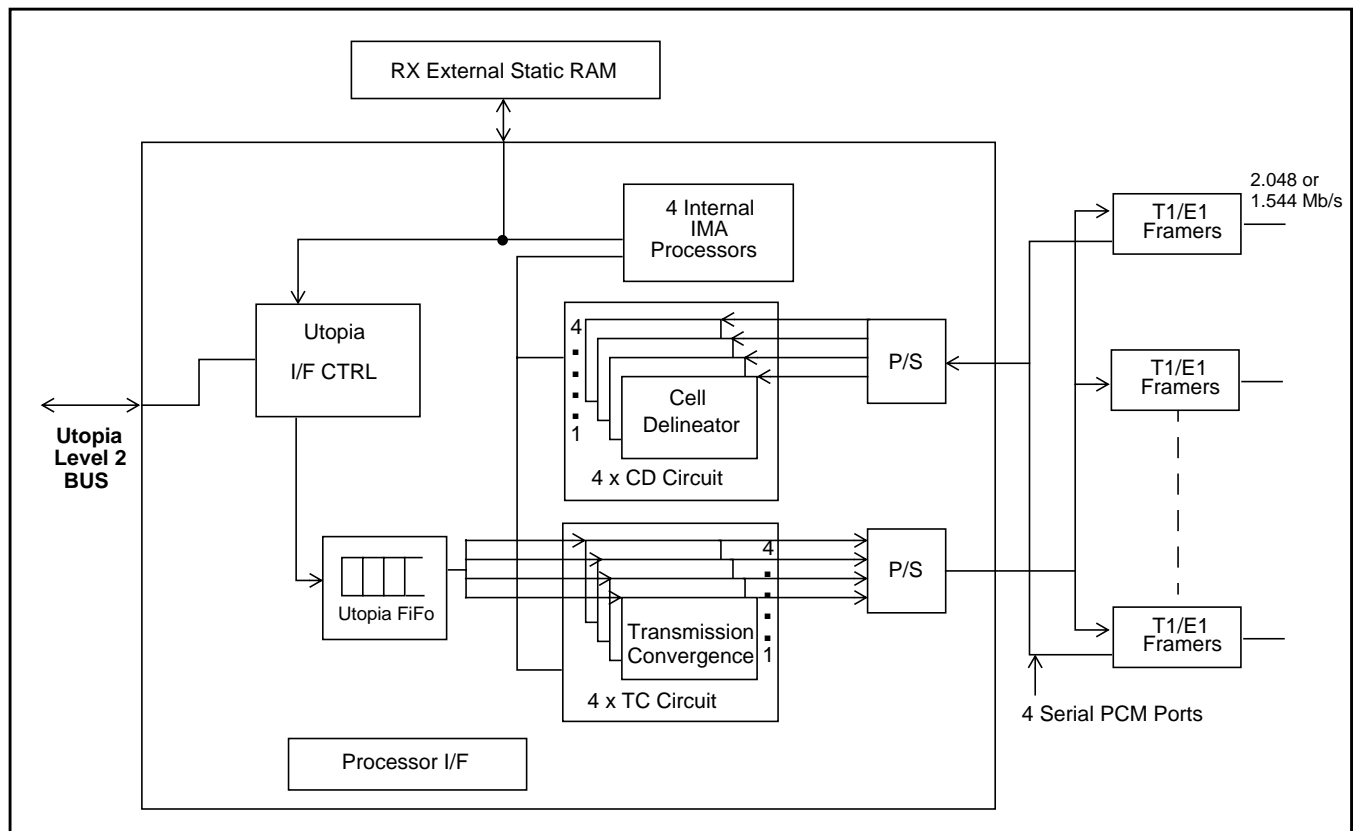 RX External Static RAM
4 Internal
IMA
Processors
2.048 or
1.544 Mb/s
T1/E1
Framers
Utopia
I/F CTRL
4
1
Cell
Delineator
4 x CD Circuit
P/S
T1/E1
Framers
Utopia
Level 2
BUS
Utopia FiFo
4
1
Transmission
Convergence
4 x TC Circuit
P/S
T1/E1
Framers
4 Serial PCM Ports
Processor I/F